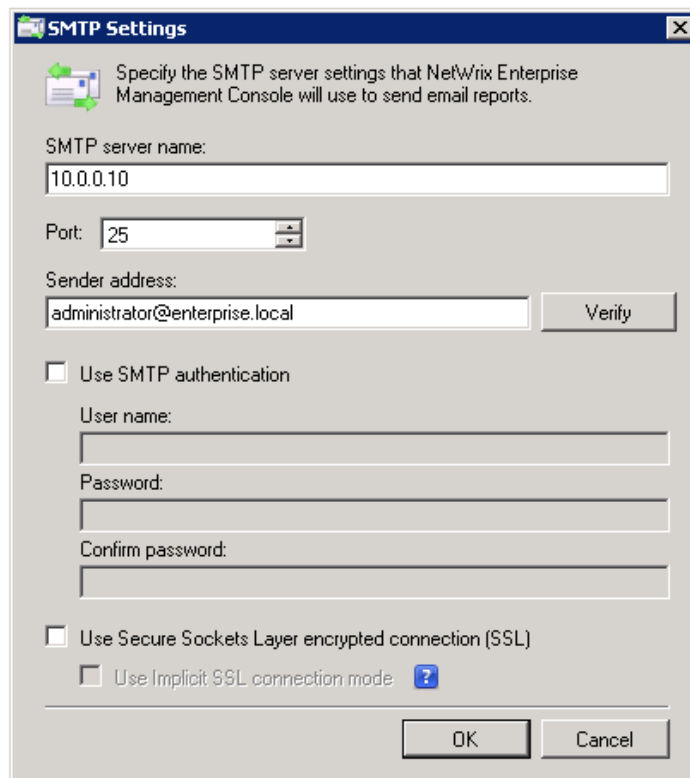 SMTP Settings
Specify the SMTP server settings that NetWrix Enterprise
Management Console will use to send email reports.
SMTP server name:
10.0.0.10
Port: 25
Sender address:
administrator@enterprise.local Verify
Use SMTP authentication
User name:
Password:
Confirm password:
Use Secure Sockets Layer encrypted connection (SSL)
Use Implicit SSL connection mode ?
OK Cancel